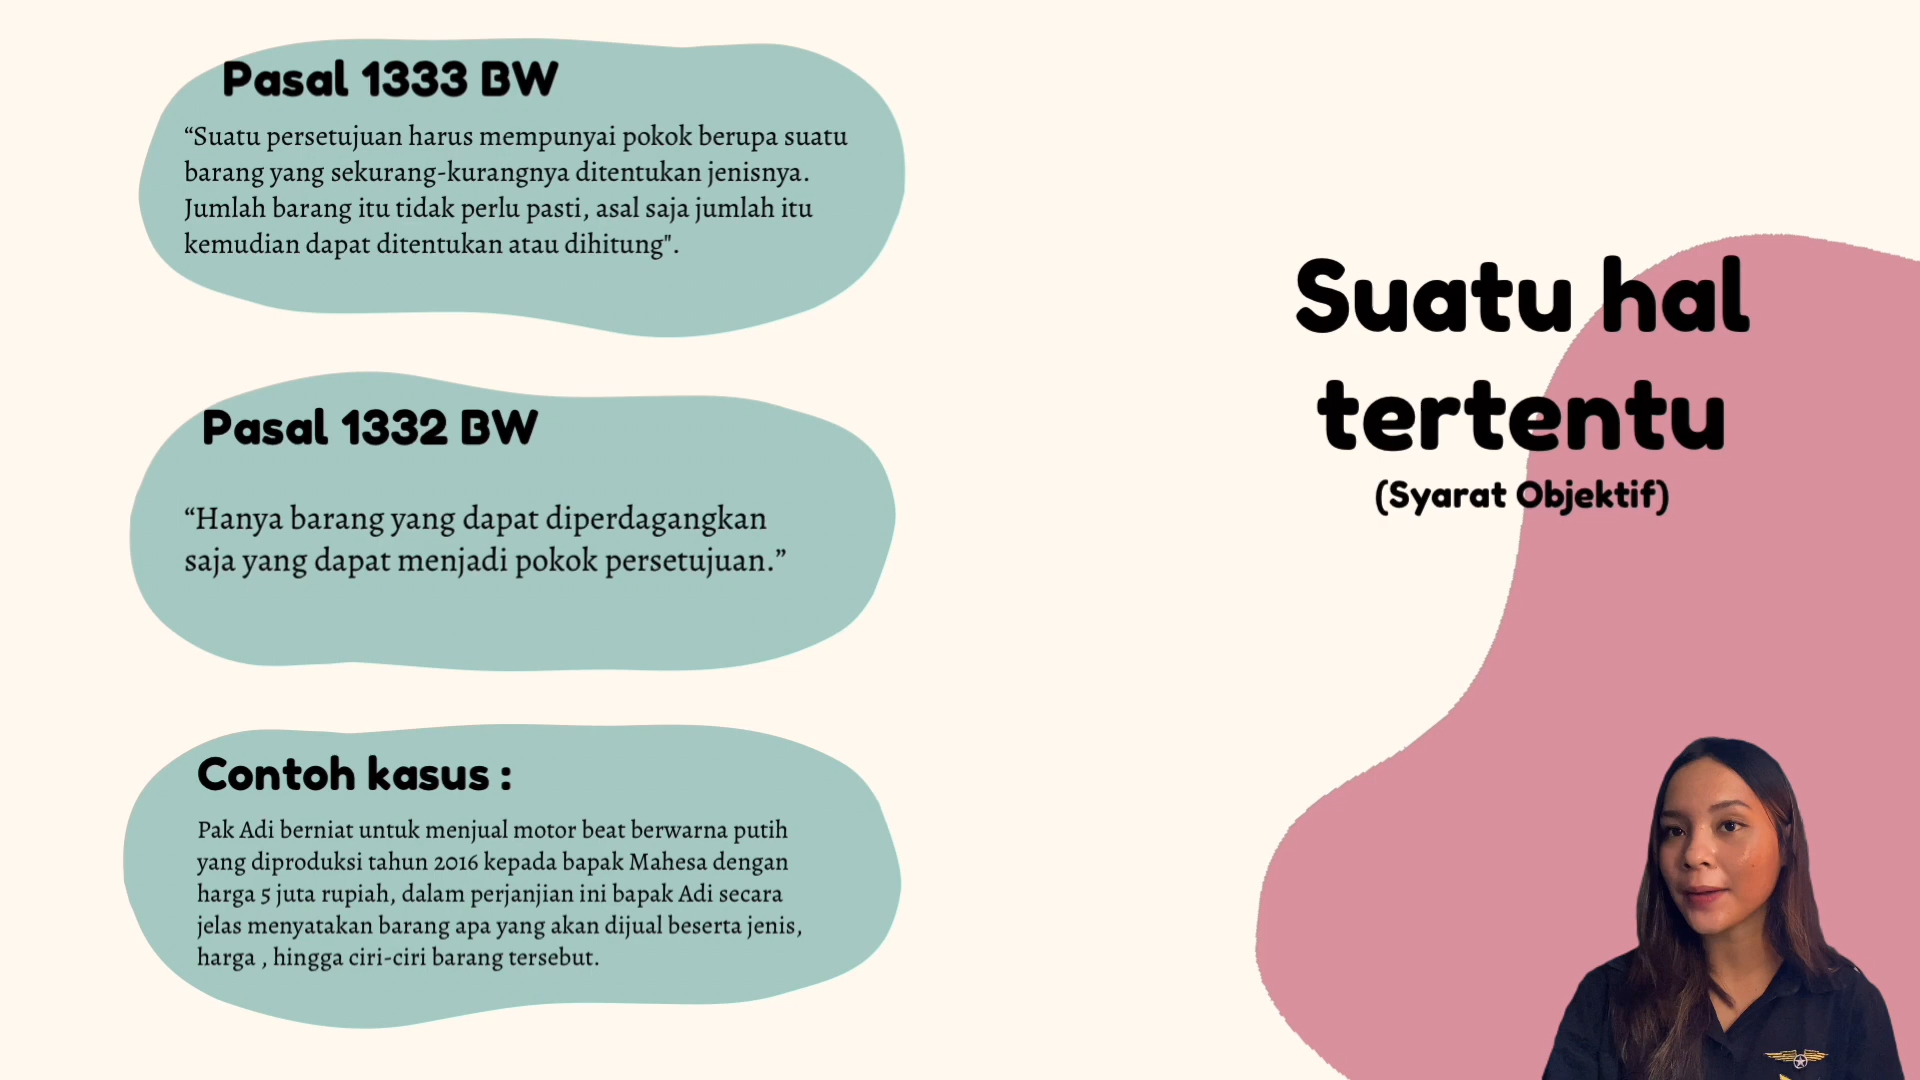 Pasal 1333 BW
“Suatu persetujuan harus mempunyai pokok berupa suatu
barang yang sekurang-kurangnya ditentukan jenisnya.
Jumlah barang itu tidak perlu pasti, asal saja jumlah itu
kemudian dapat ditentukan atau dihitung".
Pasal 1332 BW
“Hanya barang yang dapat diperdagangkan
saja yang dapat menjadi pokok persetujuan.”
Contoh kasus :
Pak Adi berniat untuk menjual motor beat berwarna putih
yang diproduksi tahun 2016 kepada bapak Mahesa dengan
harga 5 juta rupiah, dalam perjanjian ini bapak Adi secara
jelas menyatakan barang apa yang akan dijual beserta jenis,
harga , hingga ciri-ciri barang tersebut.
Suatu hal
tertentu
(Syarat Objektif)